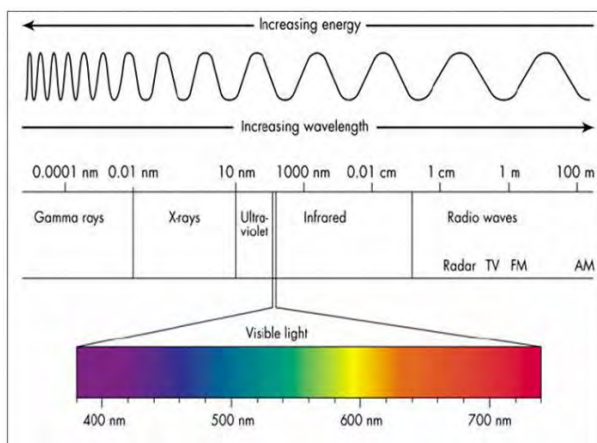 Increasing energy
Increasing wavelength
0.0001 nm 0.01 nm 10 nm 1000 nm 0.01 cm 1 cm 1 m 100 m
Gamma rays X-rays Ultra-violet Infrared Radio waves
Radar TV FM AM
Visible light
400 nm 500 nm 600 nm 700 nm